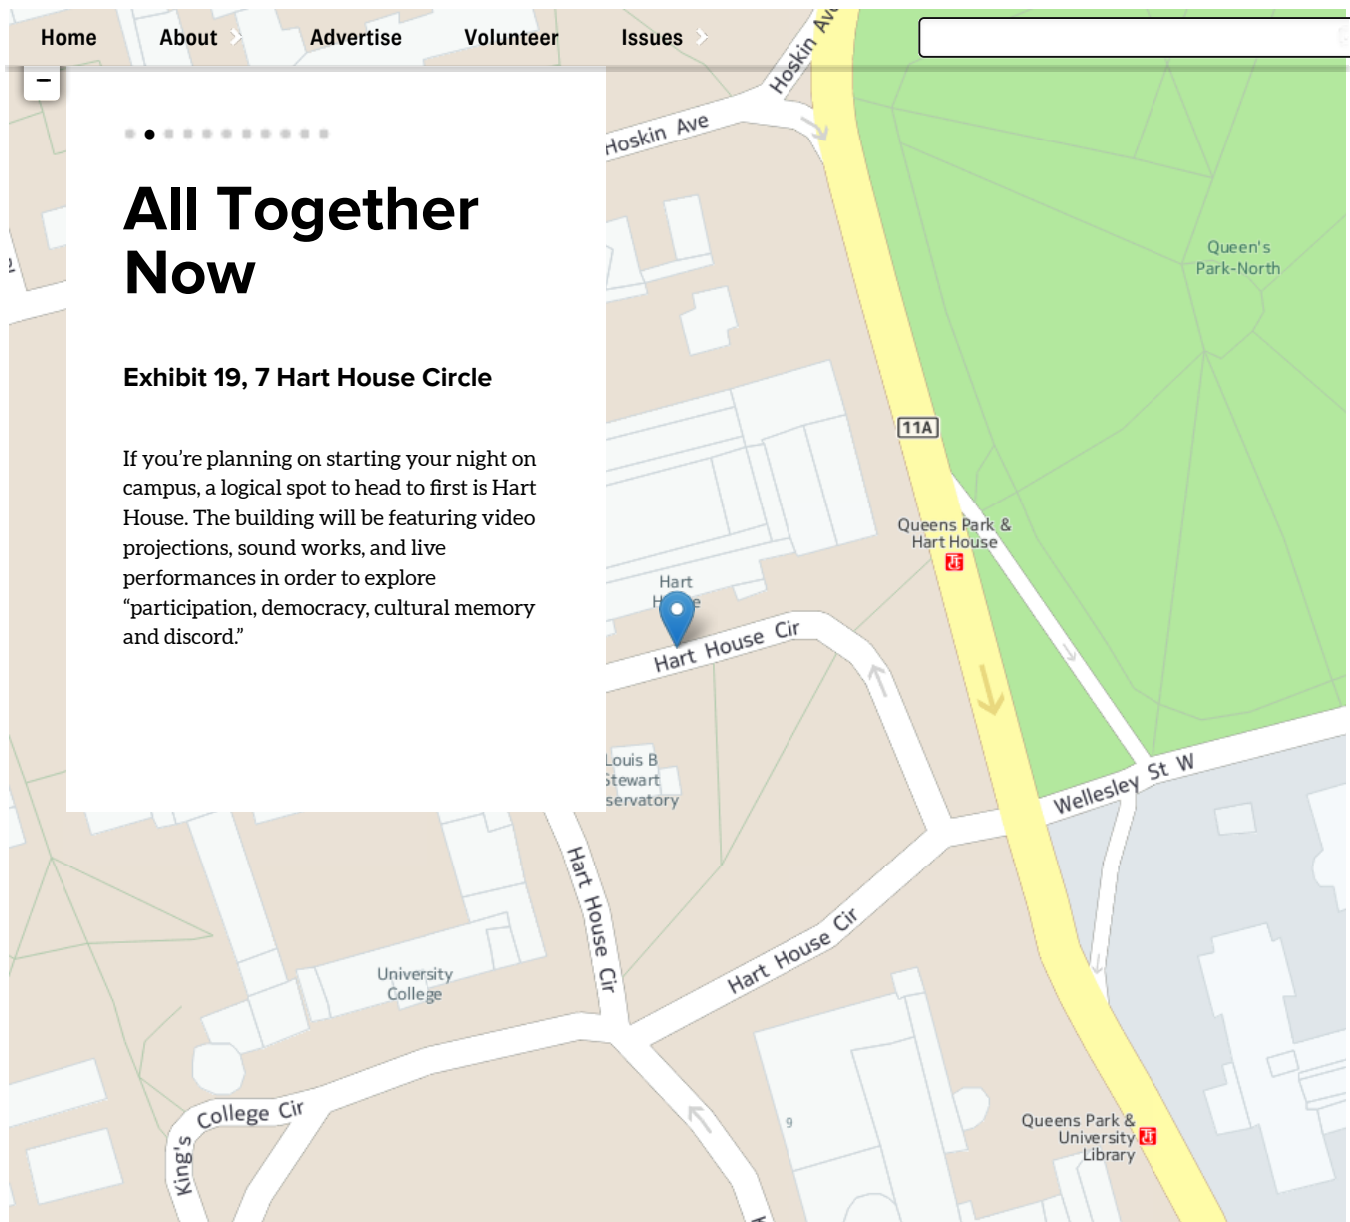 Home About Advertise Volunteer Issues
−
All Together
Now
Exhibit 19, 7 Hart House Circle
If you’re planning on starting your night on
campus, a logical spot to head to first is Hart
House. The building will be featuring video
projections, sound works, and live
performances in order to explore
“participation, democracy, cultural memory
and discord.”
Hoskin Ave
Hoskin Ave
Queen's
Park-North
11A
Queens Park &
Hart House
Hart
Hart House Cir
Louis B
Stewart
servatory
Wellesley St W
Hart House Cir
Hart House Cir
University
College
King's College Cir
9
Queens Park &
University
Library